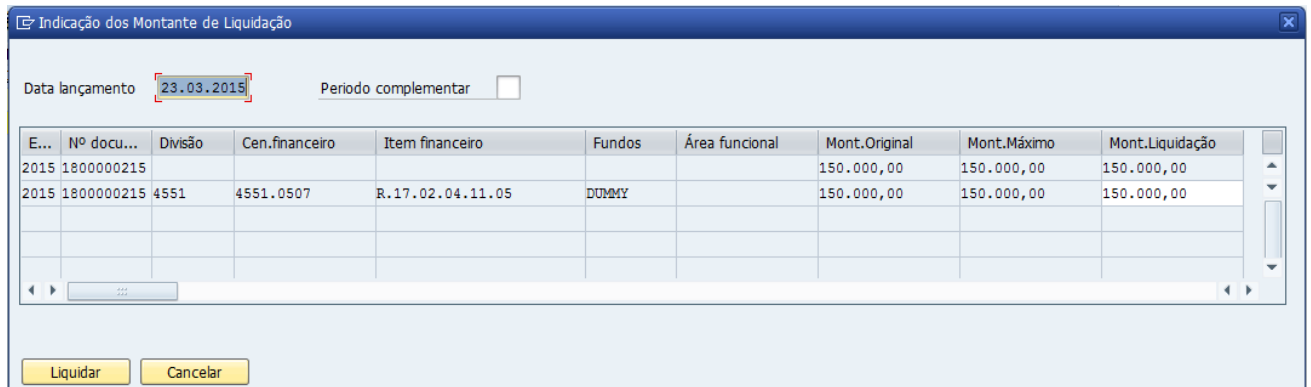 Indicação dos Montante de Liquidação
Data lançamento 23.03.2015 Periodo complementar
E... Nº docu... Divisão Cen.financeiro Item financeiro Fundos Área funcional Mont.Original Mont.Máximo Mont.Liquidação
2015 1800000215 150.000,00 150.000,00 150.000,00
2015 1800000215 4551 4551.0507 R.17.02.04.11.05 DUMMY 150.000,00 150.000,00 150.000,00
Liquidar Cancelar